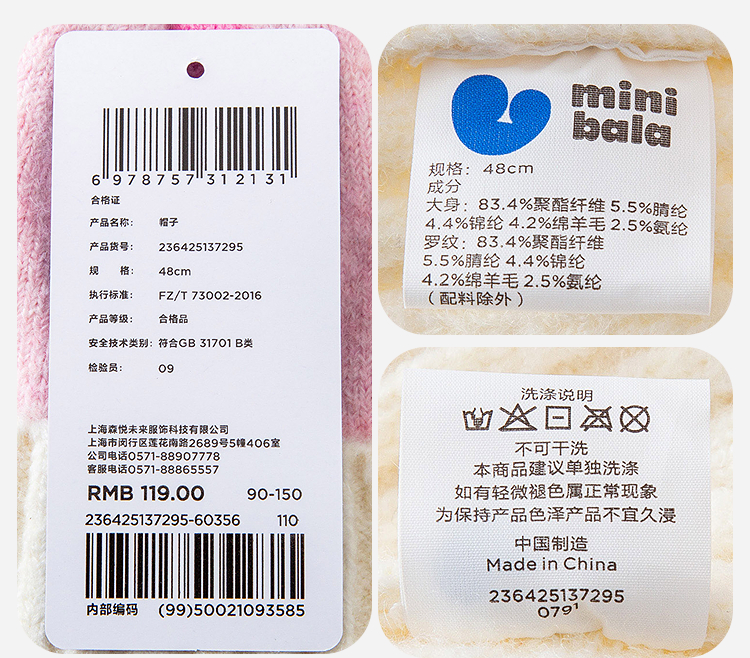 6 978757 312131
合格证
产品名称: 帽子
产品货号: 236425137295
规 格: 48cm
执行标准: FZ/T 73002-2016
产品等级: 合格品
安全技术类别: 符合GB 31701 B类
检验员: 09
上海森悦未来服饰科技有限公司
上海市闵行区莲花南路2689号5幢406室
公司电话0571-88907778
客服电话0571-88865557
RMB 119.00 90-150
236425137295-60356 110
内部编码 (99)50021093585
mini
bala
规格: 48cm
成分
大身: 83.4%聚酯纤维 5.5%腈纶
4.4%锦纶 4.2%绵羊毛 2.5%氨纶
罗纹: 83.4%聚酯纤维
5.5%腈纶 4.4%锦纶
4.2%绵羊毛 2.5%氨纶
(配料除外)
洗涤说明
不可干洗
本商品建议单独洗涤
如有轻微褪色属正常现象
为保持产品色泽产品不宜久浸
中国制造
Made in China
236425137295
079¹